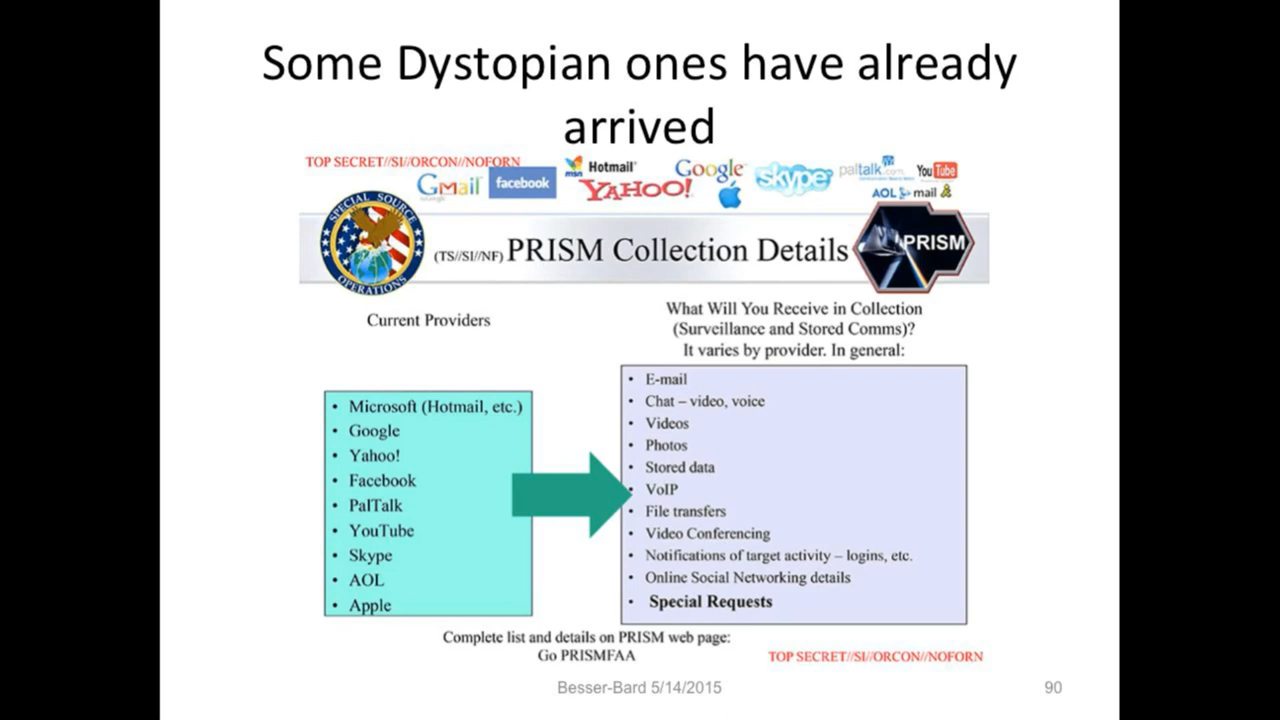 Some Dystopian ones have already
arrived
TOP SECRET//SI//ORCON//NOFORN
Gmail
facebook
msn Hotmail
YAHOO!
Google
skype
paltalk.com
YouTube
AOL mail
SPECIAL SOURCE
OPERATIONS
(TS//SI//NF) PRISM Collection Details
PRISM
Current Providers
What Will You Receive in Collection
(Surveillance and Stored Comms)?
It varies by provider. In general:
• Microsoft (Hotmail, etc.)
• Google
• Yahoo!
• Facebook
• PalTalk
• YouTube
• Skype
• AOL
• Apple
• E-mail
• Chat – video, voice
• Videos
• Photos
• Stored data
• VoIP
• File transfers
• Video Conferencing
• Notifications of target activity – logins, etc.
• Online Social Networking details
• Special Requests
Complete list and details on PRISM web page:
Go PRISMFAA
TOP SECRET//SI//ORCON//NOFORN
Besser-Bard 5/14/2015
90